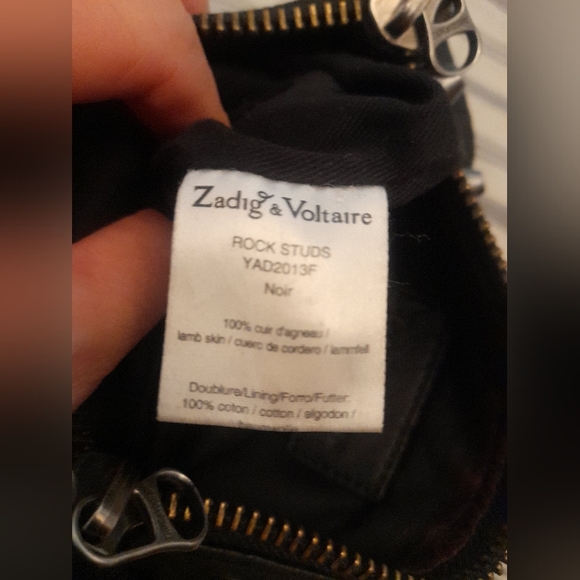 Zadig & Voltaire
ROCK STUDS
YAD2013F
Noir
100% cuir d'agneau /
lamb skin / cuero de cordero / lammfell
Doublure/Lining/Forro/Futter:
100% coton / cotton / algodon /